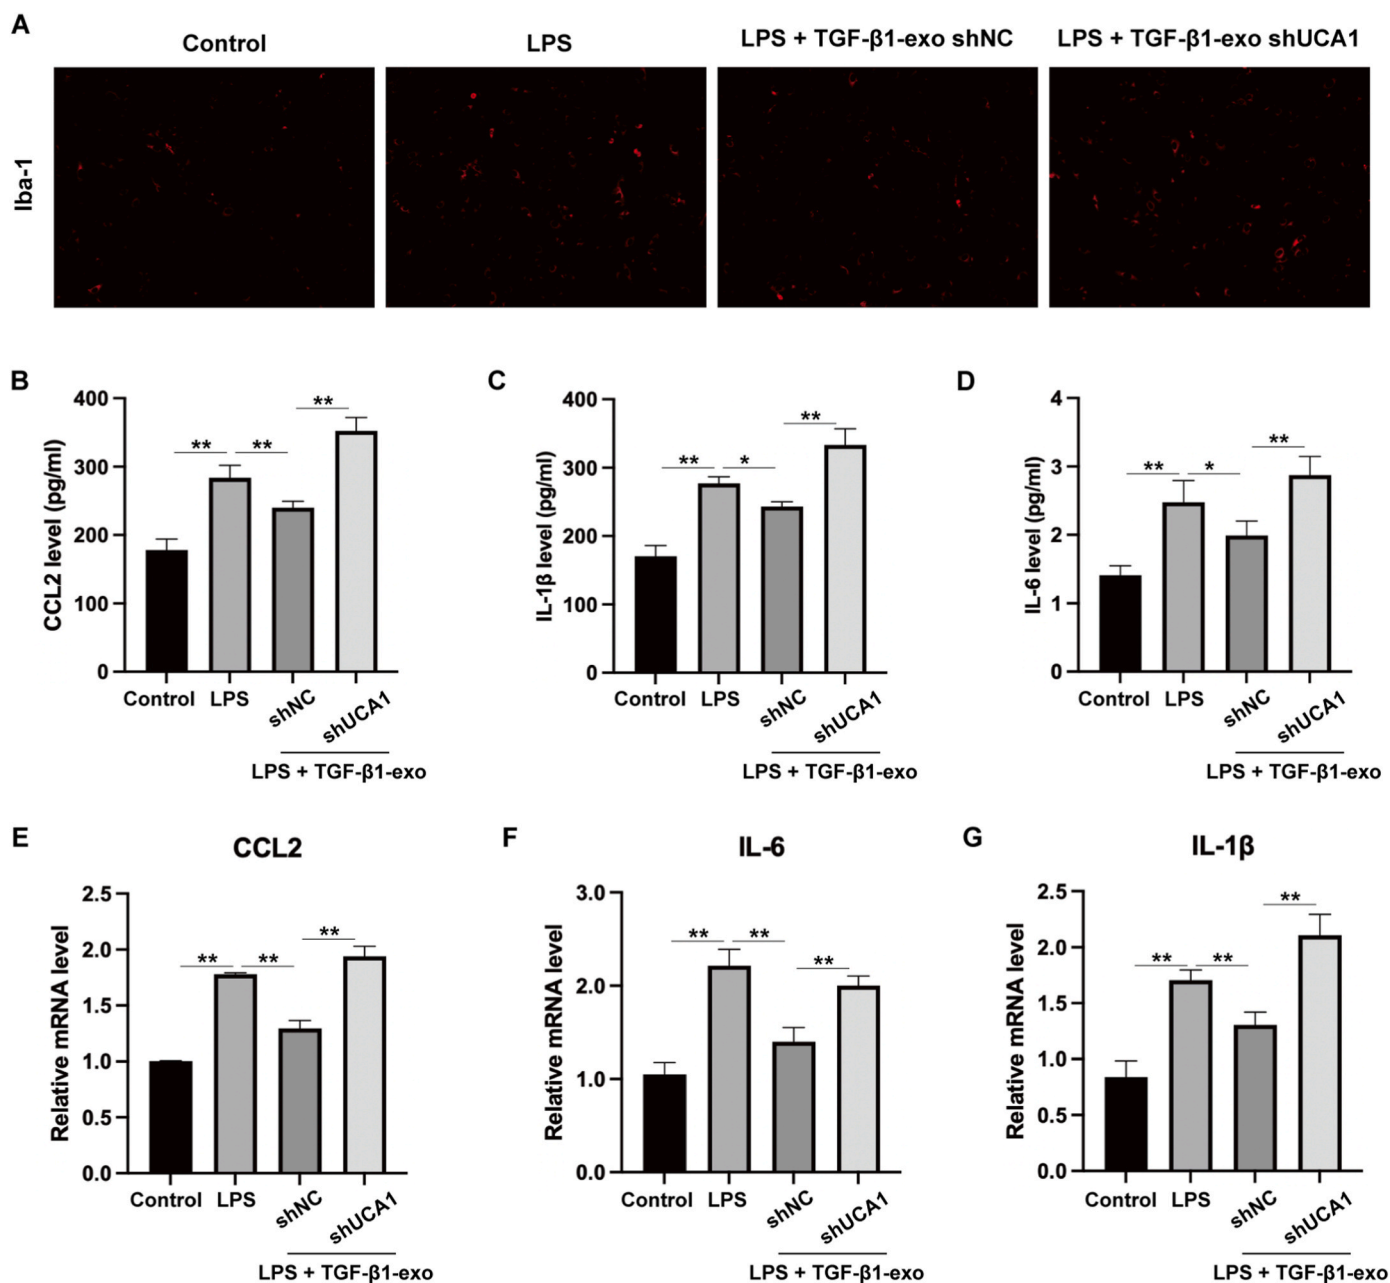 A
Control
LPS
LPS + TGF-β1-exo shNC
LPS + TGF-β1-exo shUCA1
Iba-1
B
CCL2 level (pg/ml)
400
300
200
100
0
**
**
**
Control
LPS
shNC
shUCA1
LPS + TGF-β1-exo
C
IL-1β level (pg/ml)
400
300
200
100
0
**
*
**
Control
LPS
shNC
shUCA1
LPS + TGF-β1-exo
D
IL-6 level (pg/ml)
4
3
2
1
0
**
*
**
Control
LPS
shNC
shUCA1
LPS + TGF-β1-exo
E
CCL2
Relative mRNA level
2.5
2.0
1.5
1.0
0.5
0.0
**
**
**
Control
LPS
shNC
shUCA1
LPS + TGF-β1-exo
F
IL-6
Relative mRNA level
3.0
2.0
1.0
0.0
**
**
**
Control
LPS
shNC
shUCA1
LPS + TGF-β1-exo
G
IL-1β
Relative mRNA level
2.5
2.0
1.5
1.0
0.5
0.0
**
**
**
Control
LPS
shNC
shUCA1
LPS + TGF-β1-exo